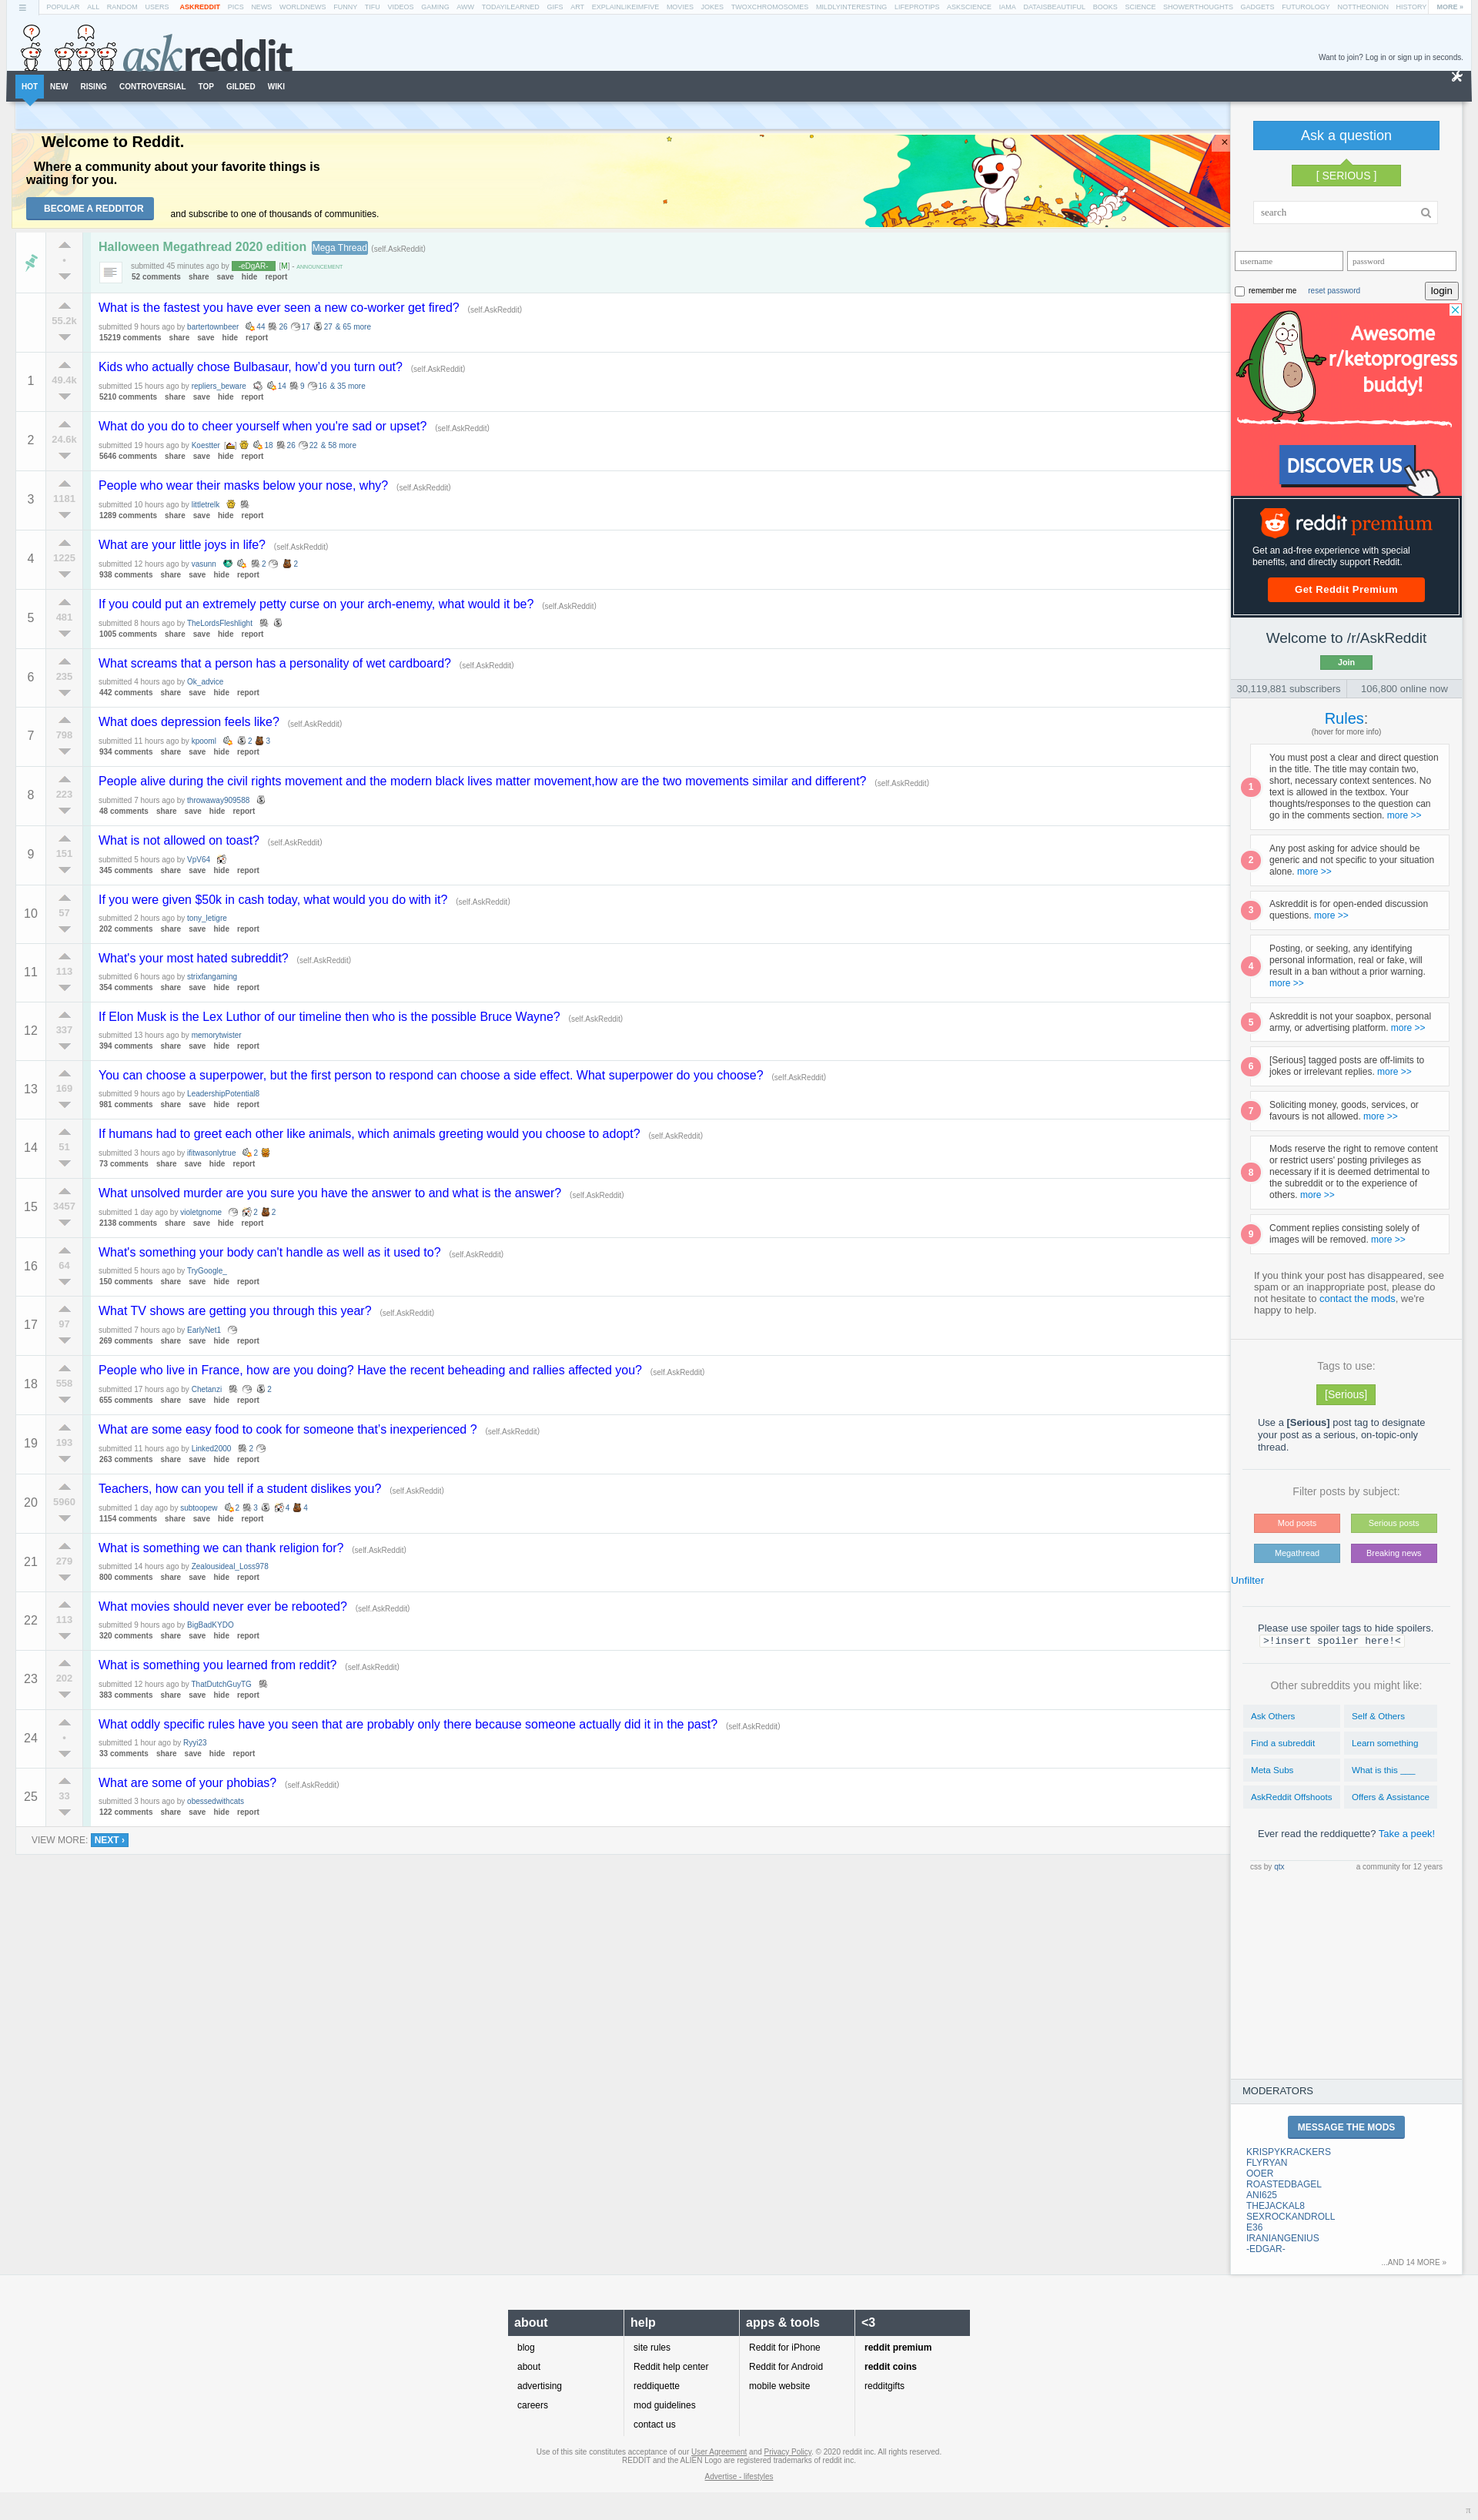 POPULAR ALL RANDOM USERS ASKREDDIT PICS NEWS WORLDNEWS FUNNY TIFU VIDEOS GAMING AWW TODAYILEARNED GIFS ART EXPLAINLIKEIMFIVE MOVIES JOKES TWOXCHROMOSOMES MILDLYINTERESTING LIFEPROTIPS ASKSCIENCE IAMA DATAISBEAUTIFUL BOOKS SCIENCE SHOWERTHOUGHTS GADGETS FUTUROLOGY NOTTHEONION HISTORY MORE »
askreddit
Want to join? Log in or sign up in seconds.
HOT NEW RISING CONTROVERSIAL TOP GILDED WIKI
Welcome to Reddit.
Where a community about your favorite things is
waiting for you.
BECOME A REDDITOR and subscribe to one of thousands of communities.
×
Halloween Megathread 2020 edition Mega Thread (self.AskReddit)
•
submitted 45 minutes ago by -eDgAR- [M] - ANNOUNCEMENT
52 comments share save hide report
What is the fastest you have ever seen a new co-worker get fired? (self.AskReddit)
55.2k
submitted 9 hours ago by bartertownbeer 44 26 17 27 & 65 more
15219 comments share save hide report
1
Kids who actually chose Bulbasaur, how'd you turn out? (self.AskReddit)
49.4k
submitted 15 hours ago by repliers_beware 14 9 16 & 35 more
5210 comments share save hide report
2
What do you do to cheer yourself when you're sad or upset? (self.AskReddit)
24.6k
submitted 19 hours ago by Koestter 18 26 22 & 58 more
5646 comments share save hide report
3
People who wear their masks below your nose, why? (self.AskReddit)
1181
submitted 10 hours ago by littletrelk
1289 comments share save hide report
4
What are your little joys in life? (self.AskReddit)
1225
submitted 12 hours ago by vasunn 2 2
938 comments share save hide report
5
If you could put an extremely petty curse on your arch-enemy, what would it be? (self.AskReddit)
481
submitted 8 hours ago by TheLordsFleshlight
1005 comments share save hide report
6
What screams that a person has a personality of wet cardboard? (self.AskReddit)
235
submitted 4 hours ago by Ok_advice
442 comments share save hide report
7
What does depression feels like? (self.AskReddit)
798
submitted 11 hours ago by kpooml 2 3
934 comments share save hide report
8
People alive during the civil rights movement and the modern black lives matter movement,how are the two movements similar and different? (self.AskReddit)
223
submitted 7 hours ago by throwaway909588
48 comments share save hide report
9
What is not allowed on toast? (self.AskReddit)
151
submitted 5 hours ago by VpV64
345 comments share save hide report
10
If you were given $50k in cash today, what would you do with it? (self.AskReddit)
57
submitted 2 hours ago by tony_letigre
202 comments share save hide report
11
What's your most hated subreddit? (self.AskReddit)
113
submitted 6 hours ago by strixfangaming
354 comments share save hide report
12
If Elon Musk is the Lex Luthor of our timeline then who is the possible Bruce Wayne? (self.AskReddit)
337
submitted 13 hours ago by memorytwister
394 comments share save hide report
13
You can choose a superpower, but the first person to respond can choose a side effect. What superpower do you choose? (self.AskReddit)
169
submitted 9 hours ago by LeadershipPotential8
981 comments share save hide report
14
If humans had to greet each other like animals, which animals greeting would you choose to adopt? (self.AskReddit)
51
submitted 3 hours ago by ifitwasonlytrue 2
73 comments share save hide report
15
What unsolved murder are you sure you have the answer to and what is the answer? (self.AskReddit)
3457
submitted 1 day ago by violetgnome 2 2
2138 comments share save hide report
16
What's something your body can't handle as well as it used to? (self.AskReddit)
64
submitted 5 hours ago by TryGoogle_
150 comments share save hide report
17
What TV shows are getting you through this year? (self.AskReddit)
97
submitted 7 hours ago by EarlyNet1
269 comments share save hide report
18
People who live in France, how are you doing? Have the recent beheading and rallies affected you? (self.AskReddit)
558
submitted 17 hours ago by Chetanzi 2
655 comments share save hide report
19
What are some easy food to cook for someone that's inexperienced ? (self.AskReddit)
193
submitted 11 hours ago by Linked2000 2
263 comments share save hide report
20
Teachers, how can you tell if a student dislikes you? (self.AskReddit)
5960
submitted 1 day ago by subtoopew 2 3 4 4
1154 comments share save hide report
21
What is something we can thank religion for? (self.AskReddit)
279
submitted 14 hours ago by Zealousideal_Loss978
800 comments share save hide report
22
What movies should never ever be rebooted? (self.AskReddit)
113
submitted 9 hours ago by BigBadKYDO
320 comments share save hide report
23
What is something you learned from reddit? (self.AskReddit)
202
submitted 12 hours ago by ThatDutchGuyTG
383 comments share save hide report
24
What oddly specific rules have you seen that are probably only there because someone actually did it in the past? (self.AskReddit)
•
submitted 1 hour ago by Ryyi23
33 comments share save hide report
25
What are some of your phobias? (self.AskReddit)
33
submitted 3 hours ago by obessedwithcats
122 comments share save hide report
VIEW MORE: NEXT ›
Ask a question
[ SERIOUS ]
search
username password
remember me reset password login
Awesome
r/ketoprogress
buddy!
DISCOVER US
reddit premium
Get an ad-free experience with special
benefits, and directly support Reddit.
Get Reddit Premium
Welcome to /r/AskReddit
Join
30,119,881 subscribers 106,800 online now
Rules:
(hover for more info)
1
You must post a clear and direct question
in the title. The title may contain two,
short, necessary context sentences. No
text is allowed in the textbox. Your
thoughts/responses to the question can
go in the comments section. more >>
2
Any post asking for advice should be
generic and not specific to your situation
alone. more >>
3
Askreddit is for open-ended discussion
questions. more >>
4
Posting, or seeking, any identifying
personal information, real or fake, will
result in a ban without a prior warning.
more >>
5
Askreddit is not your soapbox, personal
army, or advertising platform. more >>
6
[Serious] tagged posts are off-limits to
jokes or irrelevant replies. more >>
7
Soliciting money, goods, services, or
favours is not allowed. more >>
8
Mods reserve the right to remove content
or restrict users' posting privileges as
necessary if it is deemed detrimental to
the subreddit or to the experience of
others. more >>
9
Comment replies consisting solely of
images will be removed. more >>
If you think your post has disappeared, see
spam or an inappropriate post, please do
not hesitate to contact the mods, we're
happy to help.
Tags to use:
[Serious]
Use a [Serious] post tag to designate
your post as a serious, on-topic-only
thread.
Filter posts by subject:
Mod posts Serious posts
Megathread Breaking news
Unfilter
Please use spoiler tags to hide spoilers.
>!insert spoiler here!<
Other subreddits you might like:
Ask Others Self & Others
Find a subreddit Learn something
Meta Subs What is this ___
AskReddit Offshoots Offers & Assistance
Ever read the reddiquette? Take a peek!
css by qtx a community for 12 years
MODERATORS
MESSAGE THE MODS
KRISPYKRACKERS
FLYRYAN
OOER
ROASTEDBAGEL
ANI625
THEJACKAL8
SEXROCKANDROLL
E36
IRANIANGENIUS
-EDGAR-
...AND 14 MORE »
about help apps & tools <3
blog site rules Reddit for iPhone reddit premium
about Reddit help center Reddit for Android reddit coins
advertising reddiquette mobile website redditgifts
careers mod guidelines
contact us
Use of this site constitutes acceptance of our User Agreement and Privacy Policy. © 2020 reddit inc. All rights reserved.
REDDIT and the ALIEN Logo are registered trademarks of reddit inc.
Advertise - lifestyles
π